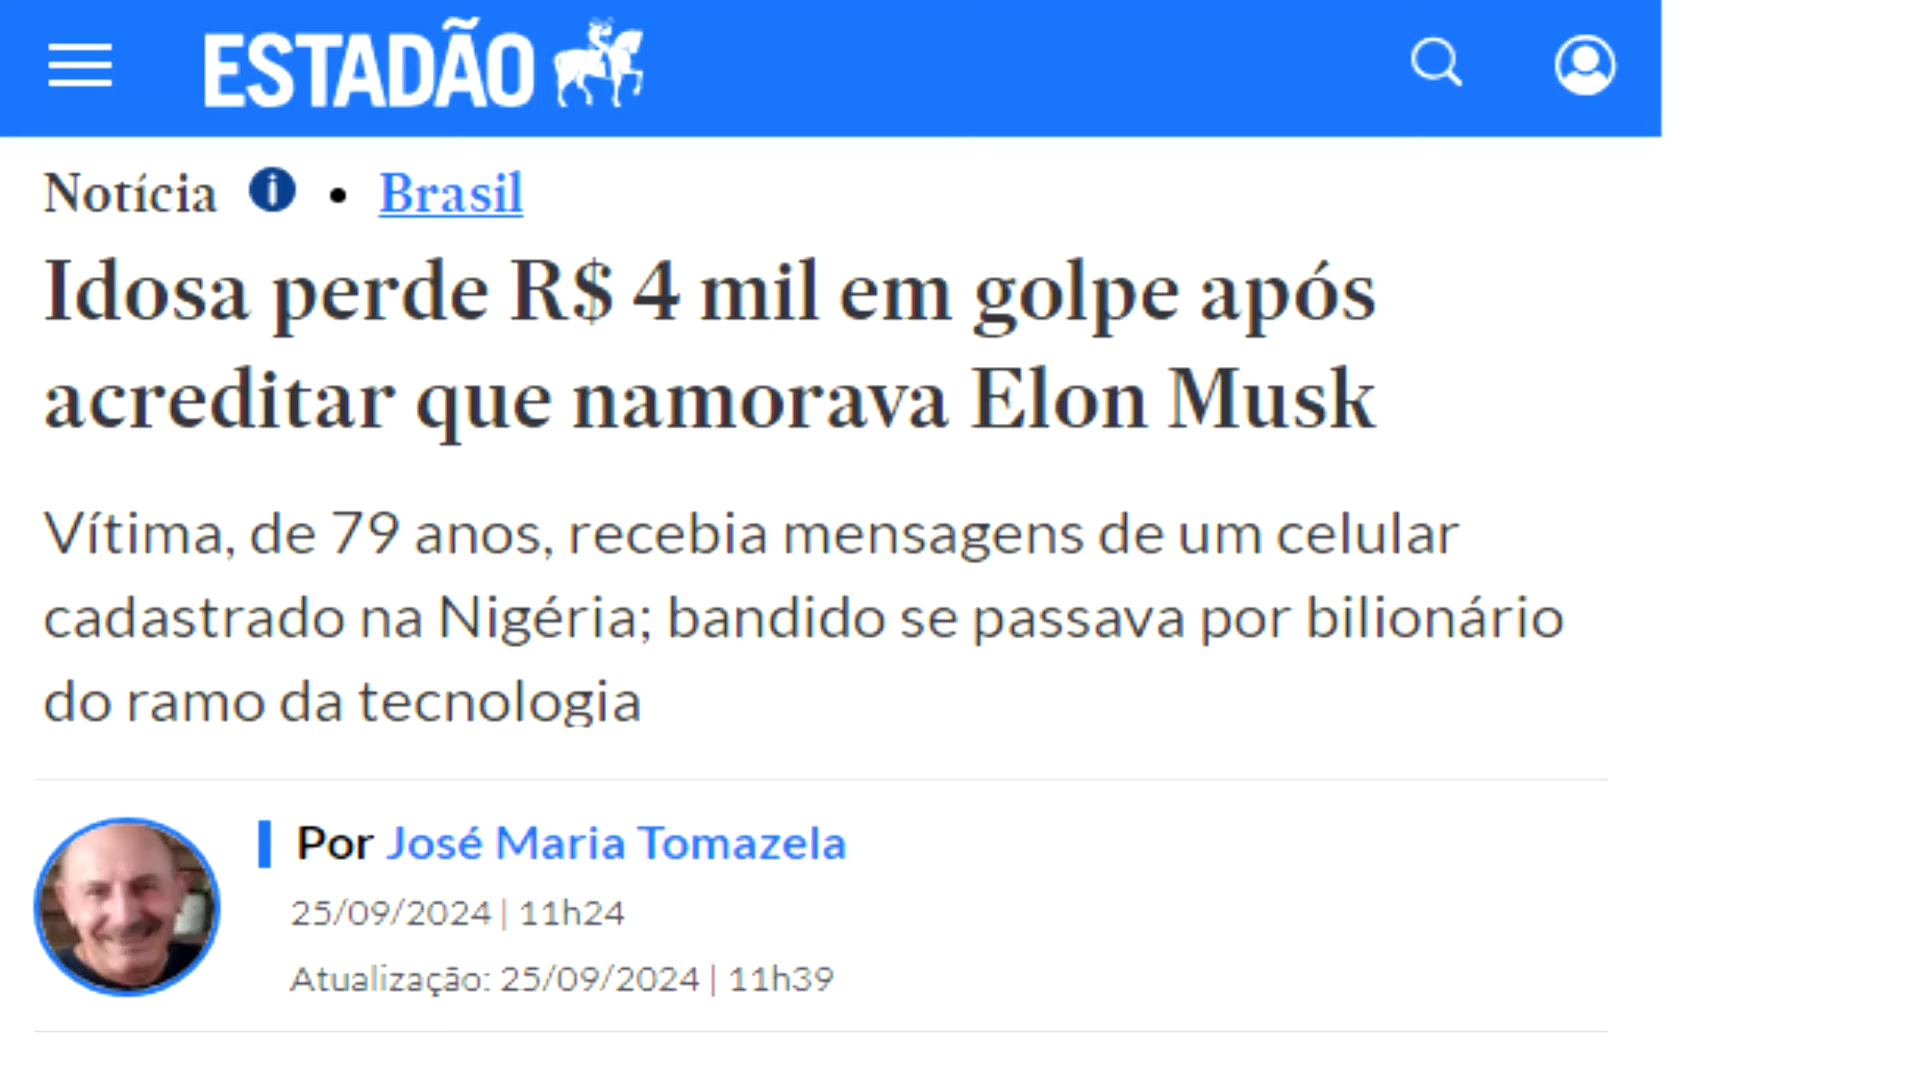 ESTADÃO
Notícia • Brasil
Idosa perde R$ 4 mil em golpe após
acreditar que namorava Elon Musk
Vítima, de 79 anos, recebia mensagens de um celular
cadastrado na Nigéria; bandido se passava por bilionário
do ramo da tecnologia
Por José Maria Tomazela
25/09/2024 | 11h24
Atualização: 25/09/2024 | 11h39